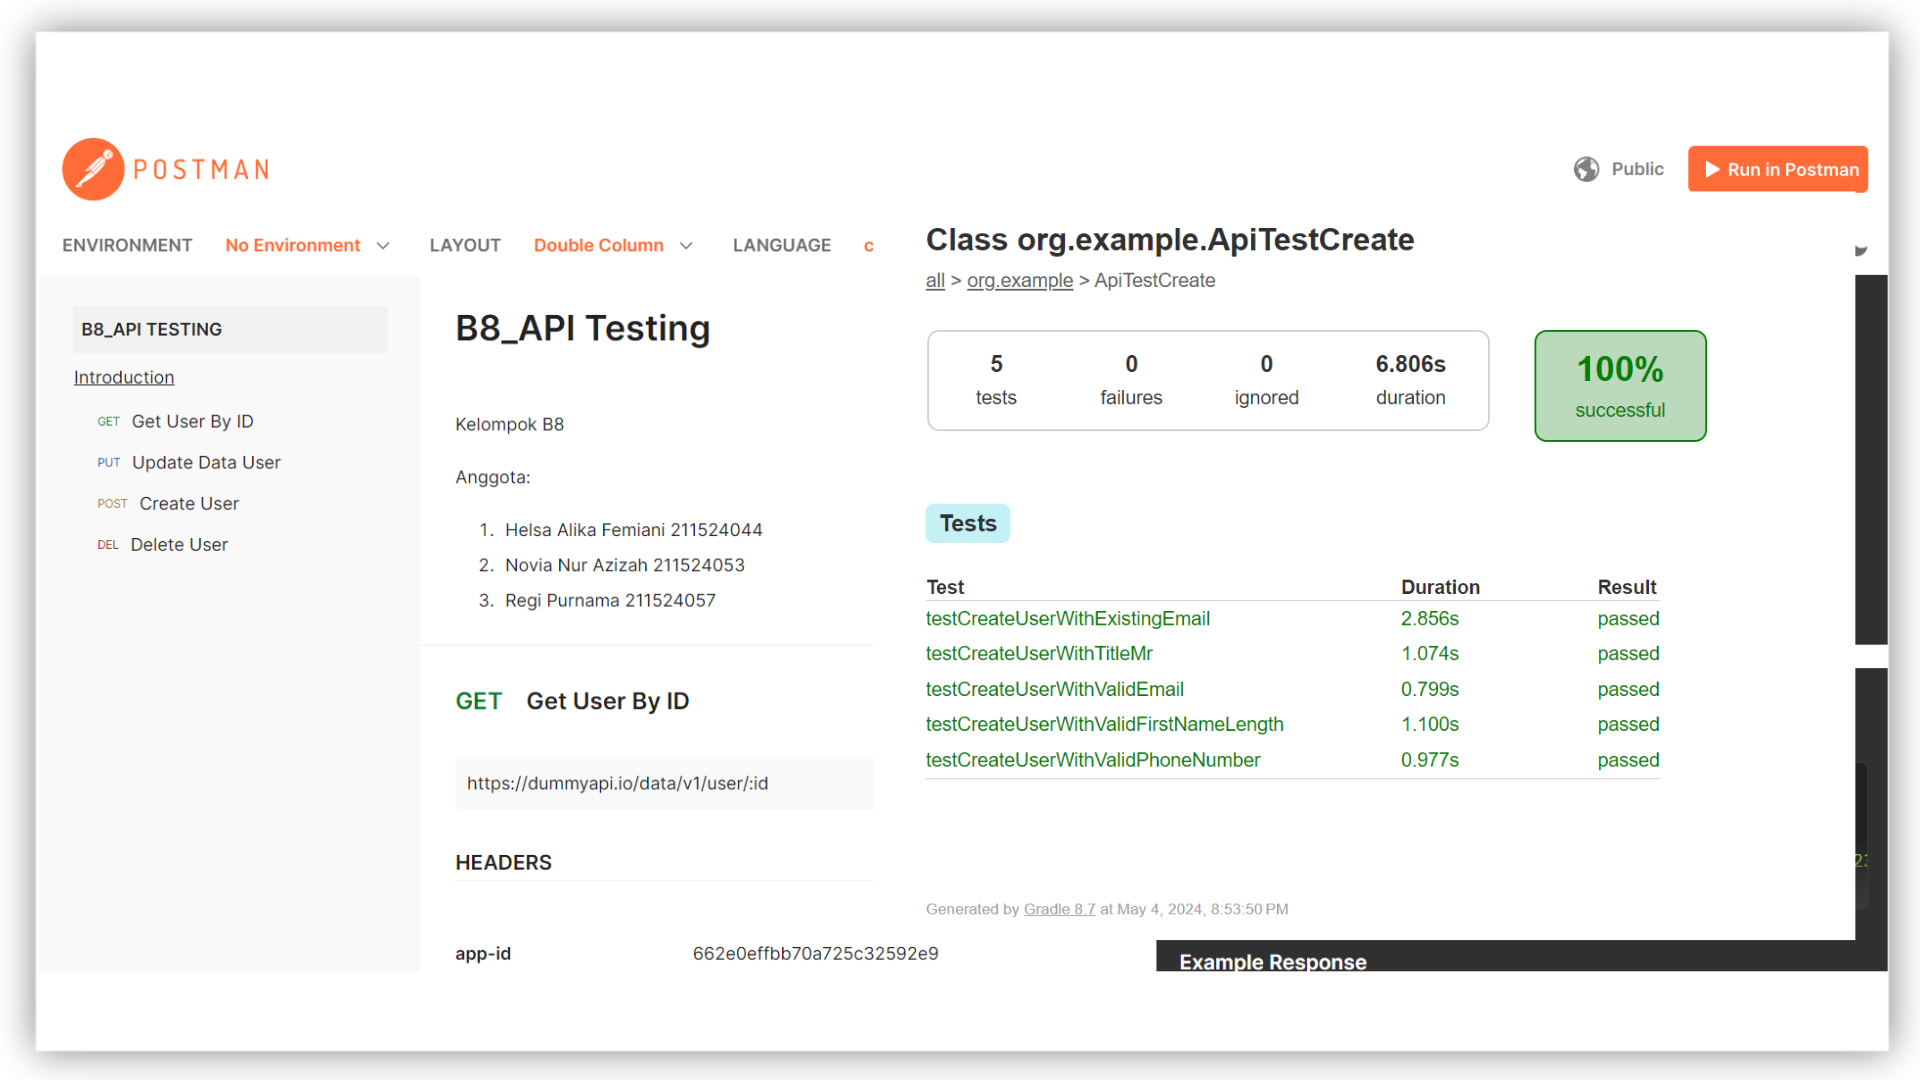 POSTMAN
Public
Run in Postman
ENVIRONMENT No Environment LAYOUT Double Column LANGUAGE c
B8_API TESTING
Introduction
GET Get User By ID
PUT Update Data User
POST Create User
DEL Delete User
B8_API Testing
Kelompok B8
Anggota:
1. Helsa Alika Femiani 211524044
2. Novia Nur Azizah 211524053
3. Regi Purnama 211524057
GET Get User By ID
https://dummyapi.io/data/v1/user/:id
HEADERS
app-id 662e0effbb70a725c32592e9
Class org.example.ApiTestCreate
all > org.example > ApiTestCreate
5 0 0 6.806s
tests failures ignored duration
100%
successful
Tests
Test Duration Result
testCreateUserWithExistingEmail 2.856s passed
testCreateUserWithTitleMr 1.074s passed
testCreateUserWithValidEmail 0.799s passed
testCreateUserWithValidFirstNameLength 1.100s passed
testCreateUserWithValidPhoneNumber 0.977s passed
Generated by Gradle 8.7 at May 4, 2024, 8:53:50 PM
Example Response